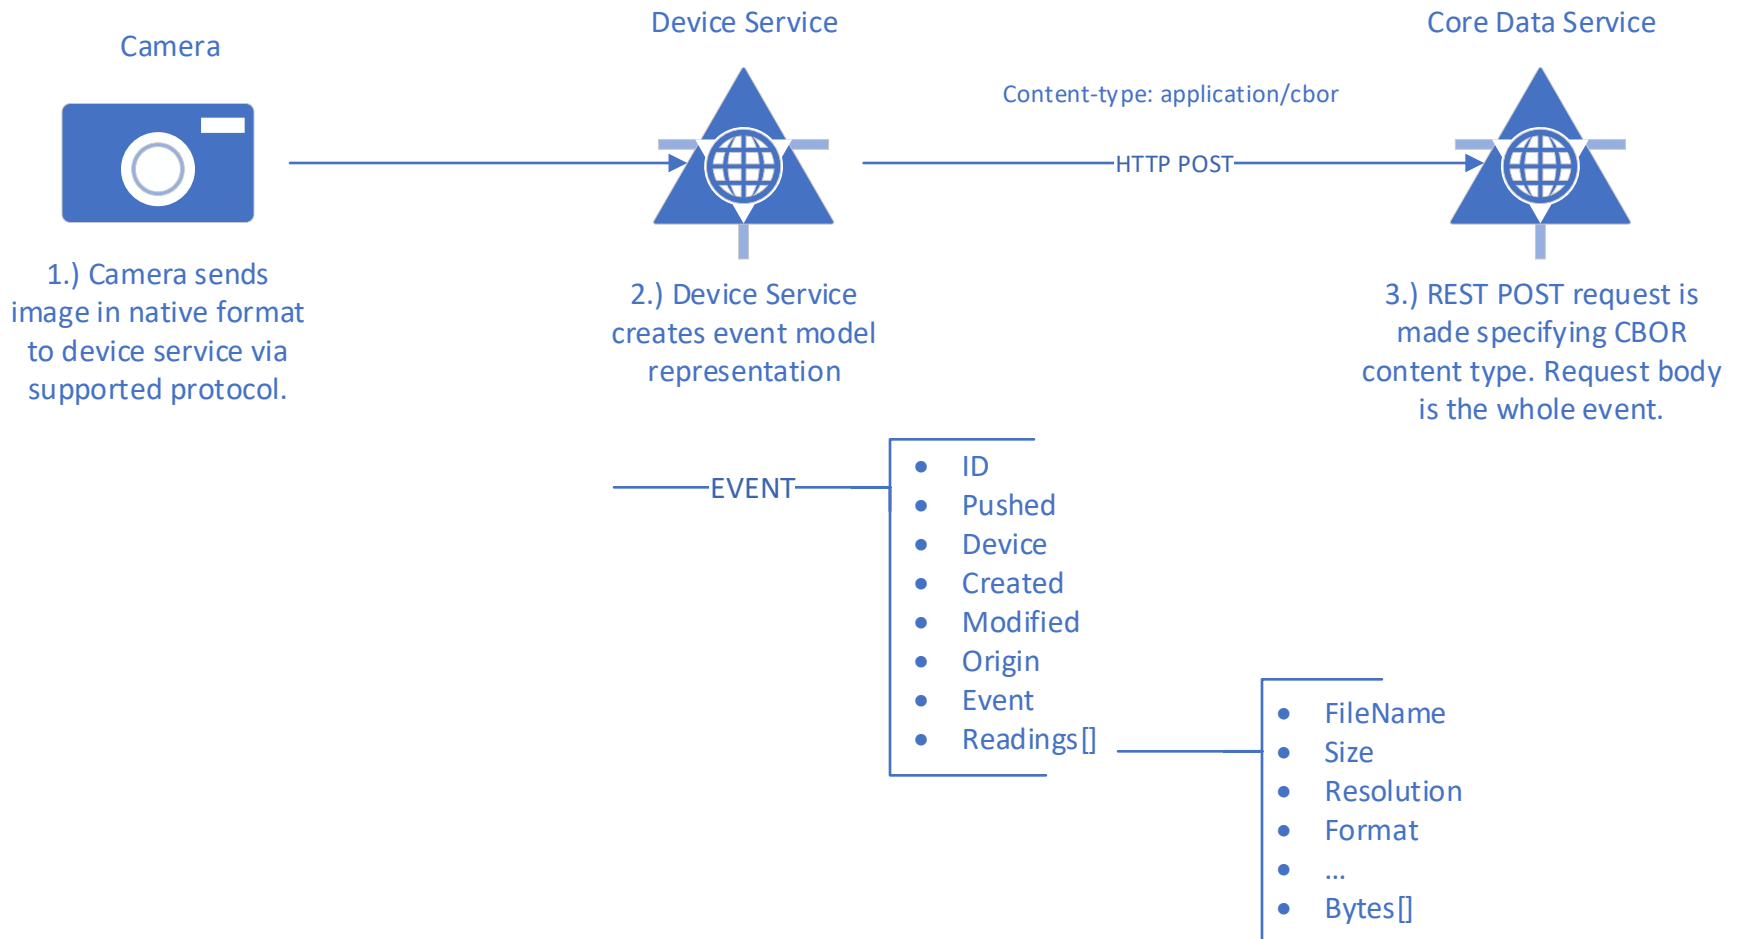 Camera
Device Service
Core Data Service
Content-type: application/cbor
HTTP POST
1.) Camera sends
image in native format
to device service via
supported protocol.
2.) Device Service
creates event model
representation
3.) REST POST request is
made specifying CBOR
content type. Request body
is the whole event.
EVENT
• ID
• Pushed
• Device
• Created
• Modified
• Origin
• Event
• Readings[]
• FileName
• Size
• Resolution
• Format
• ...
• Bytes[]